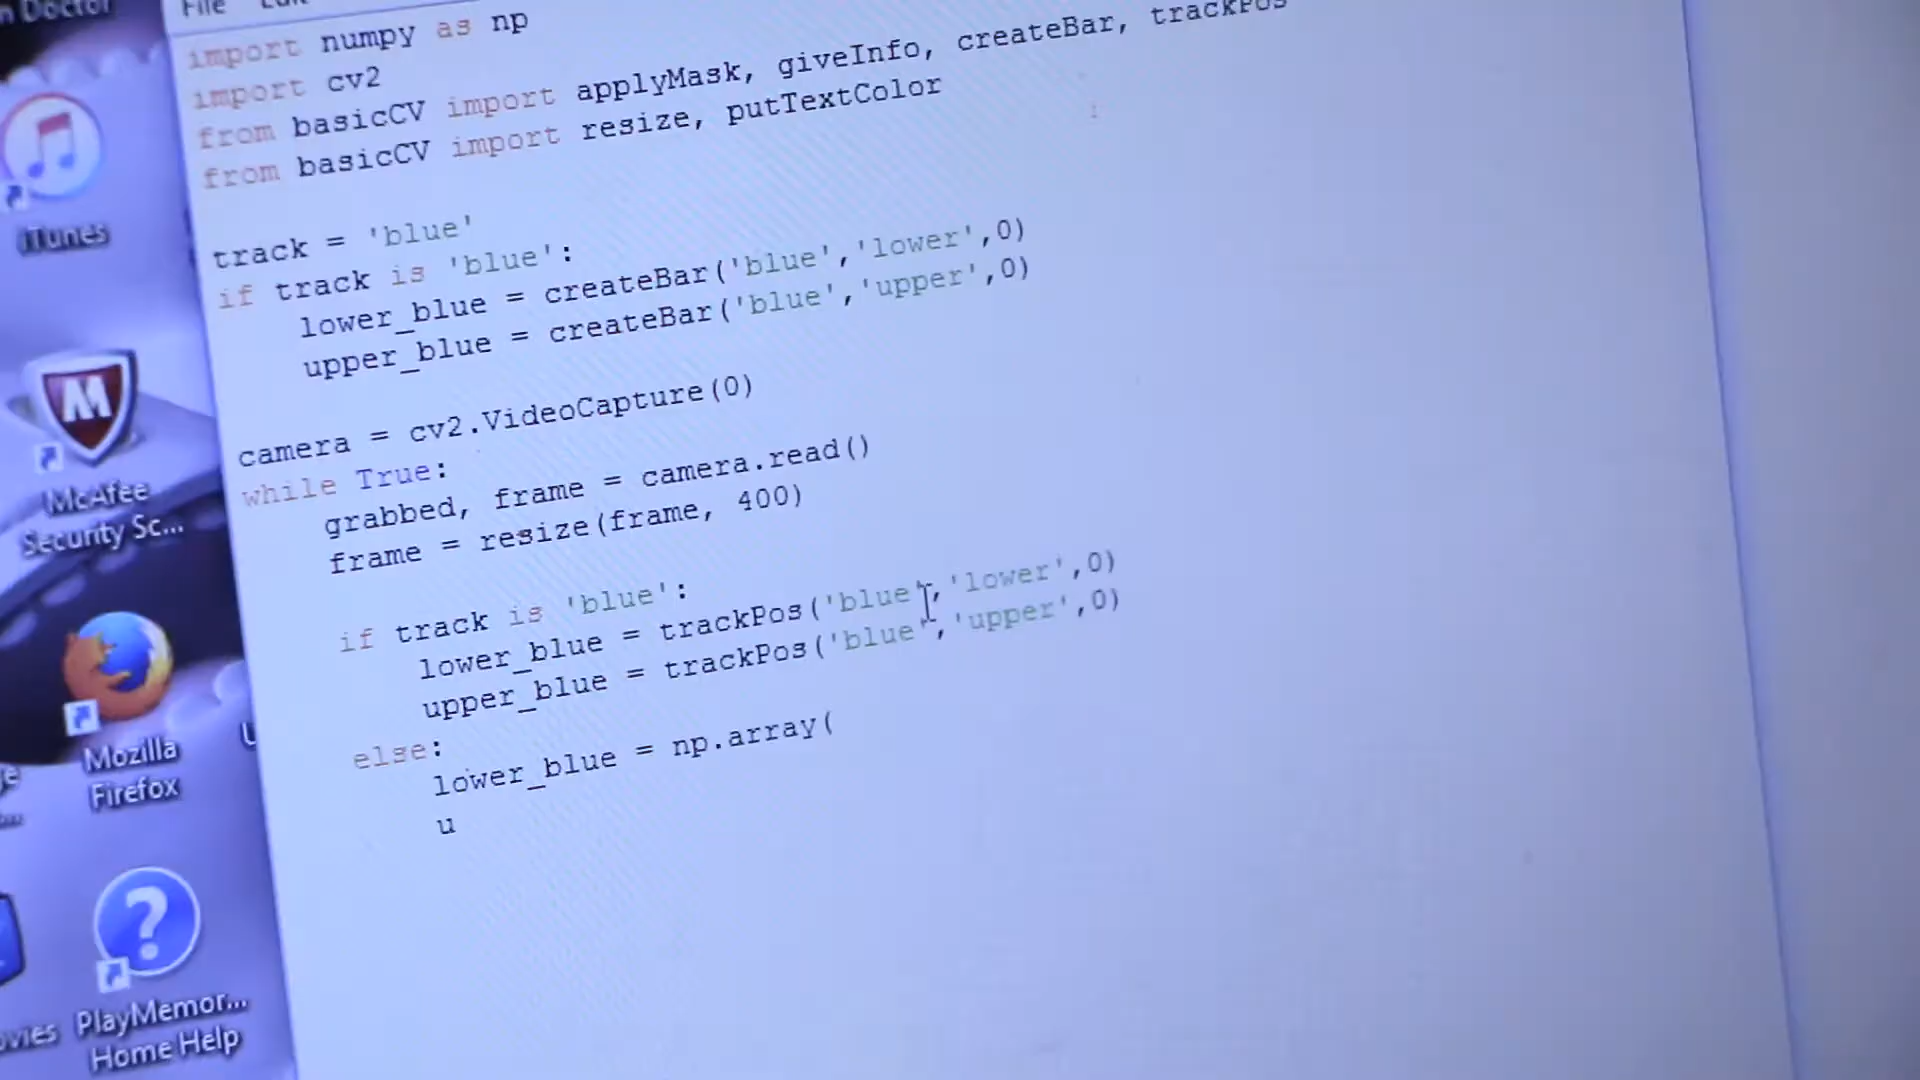 n Doctor
File Edit
import numpy as np
import cv2
from basicCV import applyMask, giveInfo, createBar, trackPos
from basicCV import resize, putTextColor
track = 'blue'
if track is 'blue':
lower_blue = createBar('blue','lower',0)
upper_blue = createBar('blue','upper',0)
camera = cv2.VideoCapture(0)
while True:
grabbed, frame = camera.read()
frame = resize(frame, 400)
if track is 'blue':
lower_blue = trackPos('blue','lower',0)
upper_blue = trackPos('blue','upper',0)
else:
lower_blue = np.array(
u
iTunes
McAfee
Security Sc...
Mozilla
Firefox
ovies
PlayMemor...
Home Help